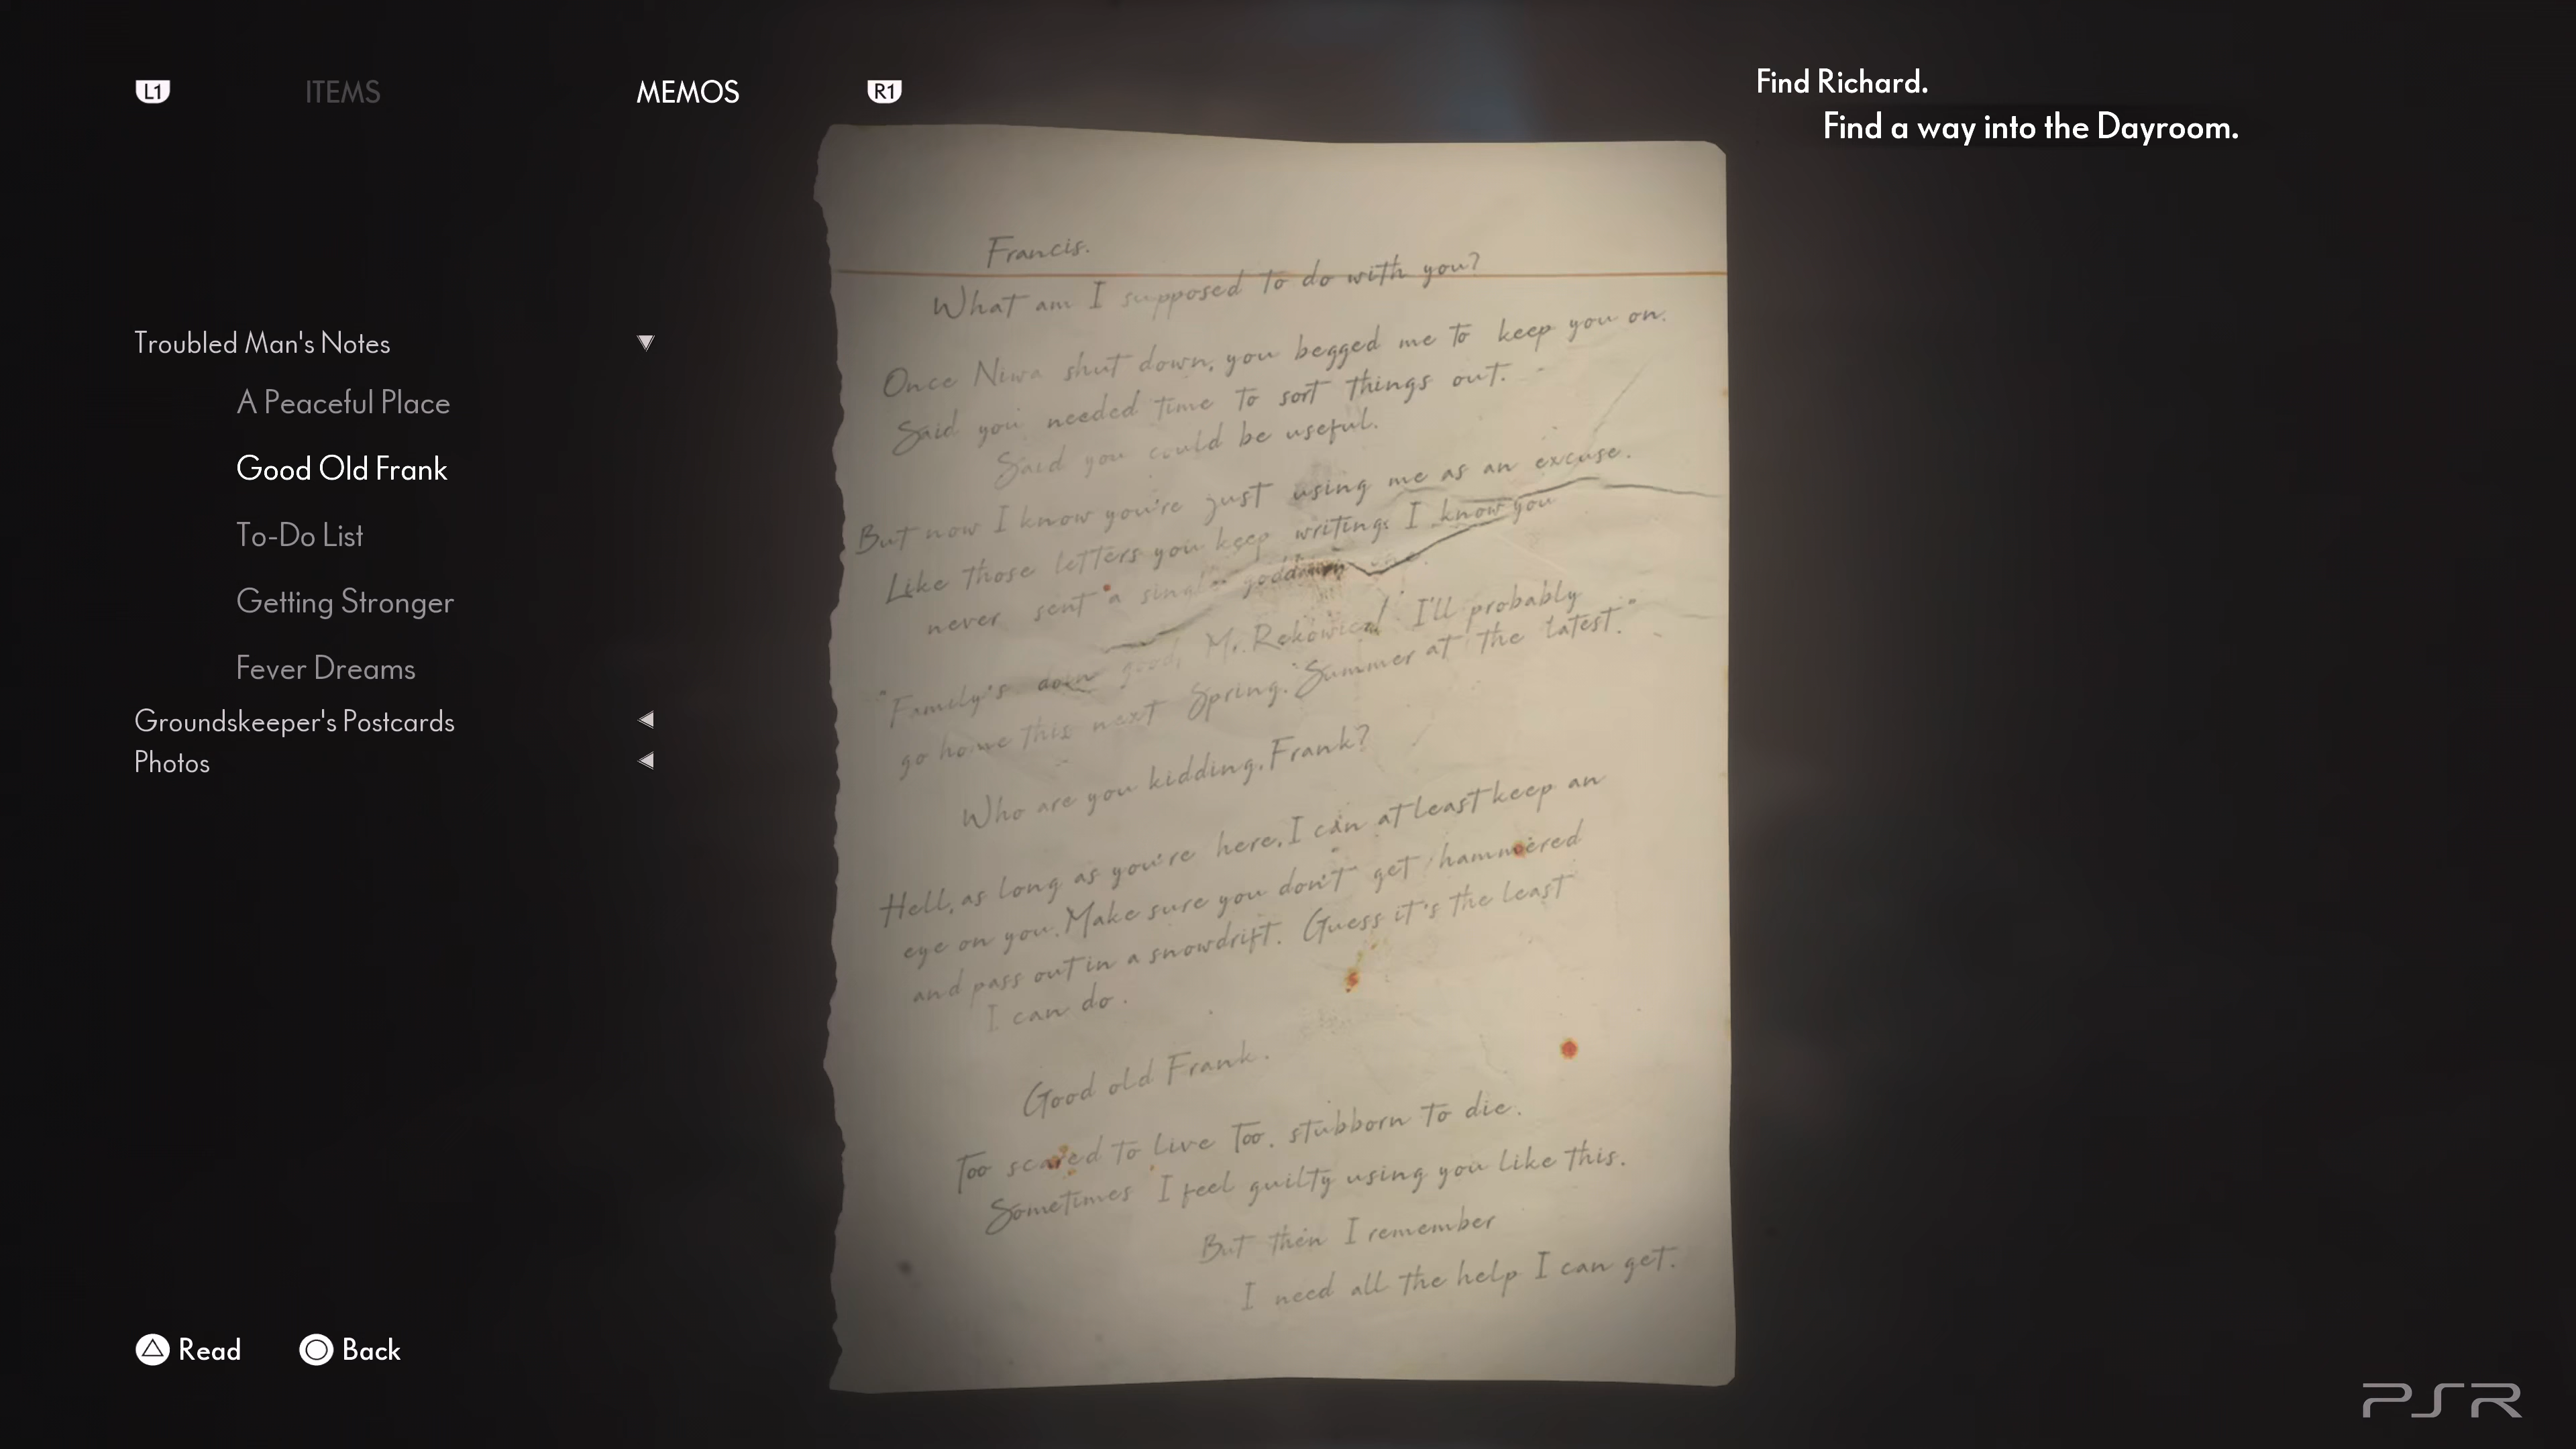 L1
ITEMS
MEMOS
R1
Find Richard.
Find a way into the Dayroom.
Troubled Man's Notes
A Peaceful Place
Good Old Frank
To-Do List
Getting Stronger
Fever Dreams
Groundskeeper's Postcards
Photos
Francis.
What am I supposed to do with you?
Once Niwa shut down, you begged me to keep you on.
Said you needed time to sort things out.
Said you could be useful.
But now I know you're just using me as an excuse.
Like those letters you keep writing. I know you
never sent a single goddamn one.
"Family's doin' good, Mr. I'll probably
go home this next Spring. Summer at the latest."
Who are you kidding, Frank?
Hell, as long as you're here, I can at least keep an
eye on you. Make sure you don't get hammered
and pass out in a snowdrift. Guess it's the least
I can do.
Good old Frank.
Too scared to live too. stubborn to die.
Sometimes I feel guilty using you like this.
But then I remember
I need all the help I can get.
Read
Back
PSR